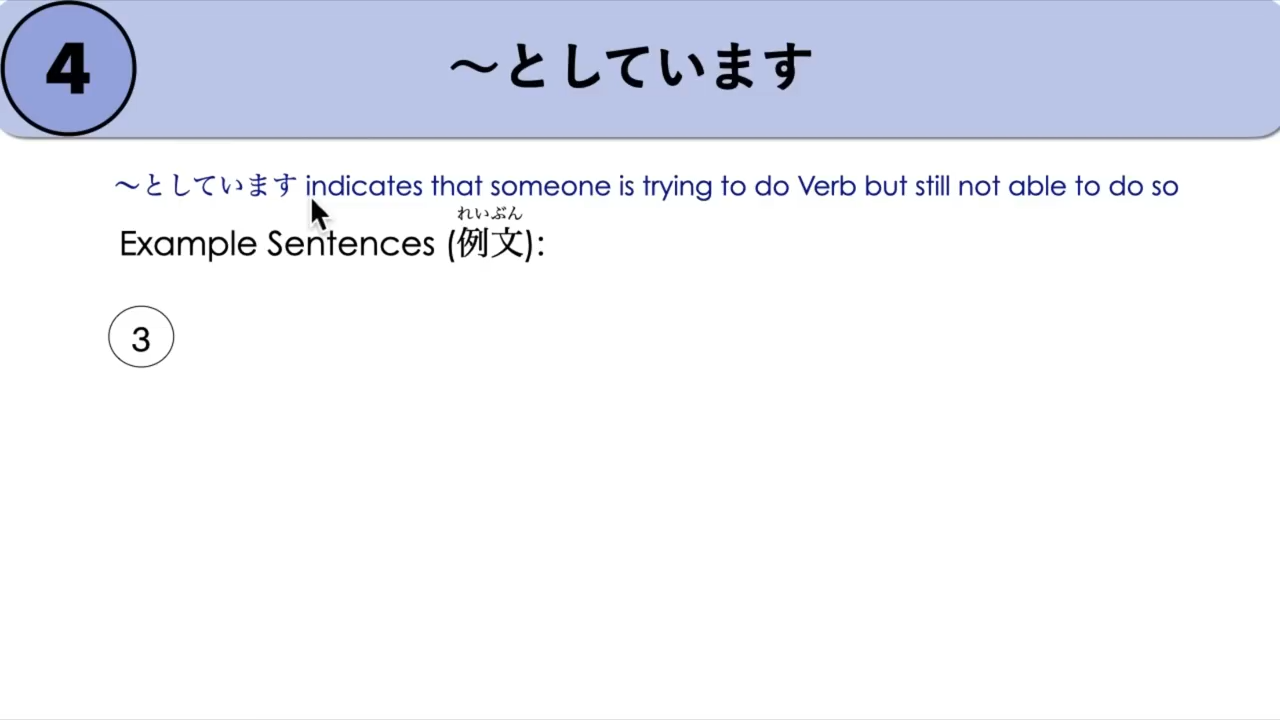 4
～としています
～としています indicates that someone is trying to do Verb but still not able to do so
れいぶん
Example Sentences (例文):
3